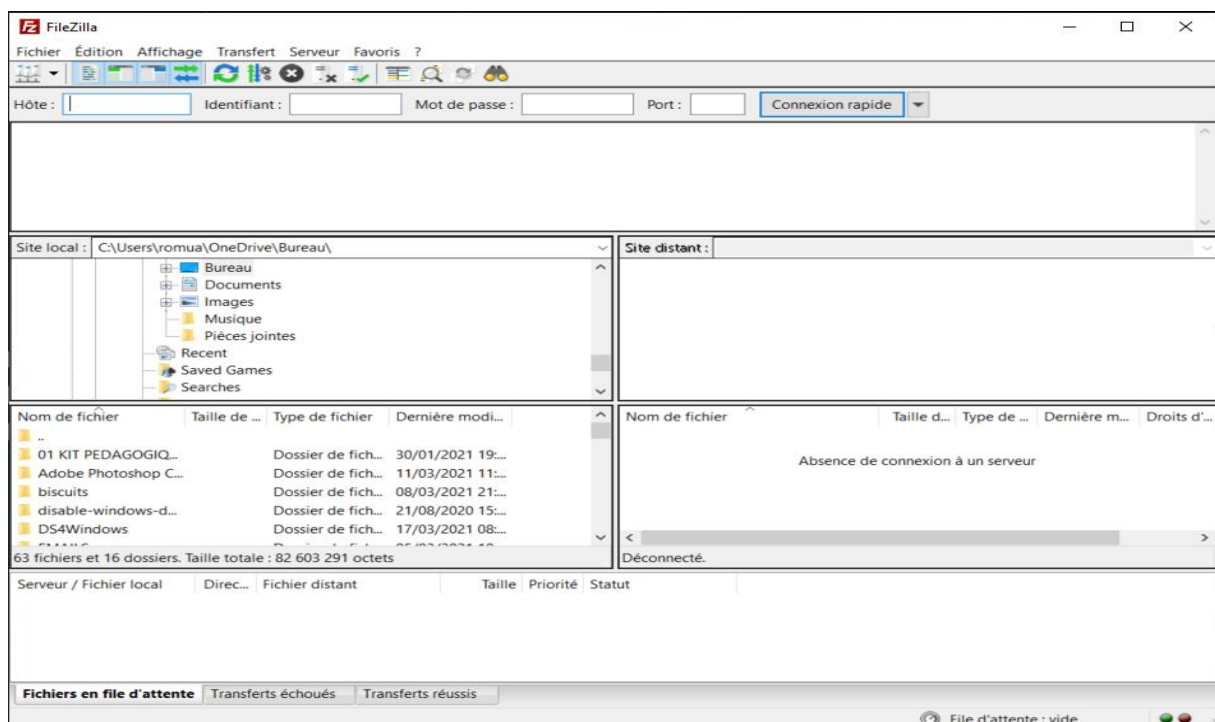 FileZilla
Fichier Édition Affichage Transfert Serveur Favoris ?
Hôte : Identifiant : Mot de passe : Port : Connexion rapide
Site local : C:\Users\romua\OneDrive\Bureau\
Bureau
Documents
Images
Musique
Pièces jointes
Recent
Saved Games
Searches
Site distant :
Nom de fichier Taille de ... Type de fichier Dernière modi...
..
01 KIT PEDAGOGIQ... Dossier de fich... 30/01/2021 19:...
Adobe Photoshop C... Dossier de fich... 11/03/2021 11:...
biscuits Dossier de fich... 08/03/2021 21:...
disable-windows-d... Dossier de fich... 21/08/2020 15:...
DS4Windows Dossier de fich... 17/03/2021 08:...
63 fichiers et 16 dossiers. Taille totale : 82 603 291 octets
Nom de fichier Taille d... Type de ... Dernière m... Droits d'...
Absence de connexion à un serveur
Déconnecté.
Serveur / Fichier local Direc... Fichier distant Taille Priorité Statut
Fichiers en file d'attente Transferts échoués Transferts réussis
File d'attente : vide